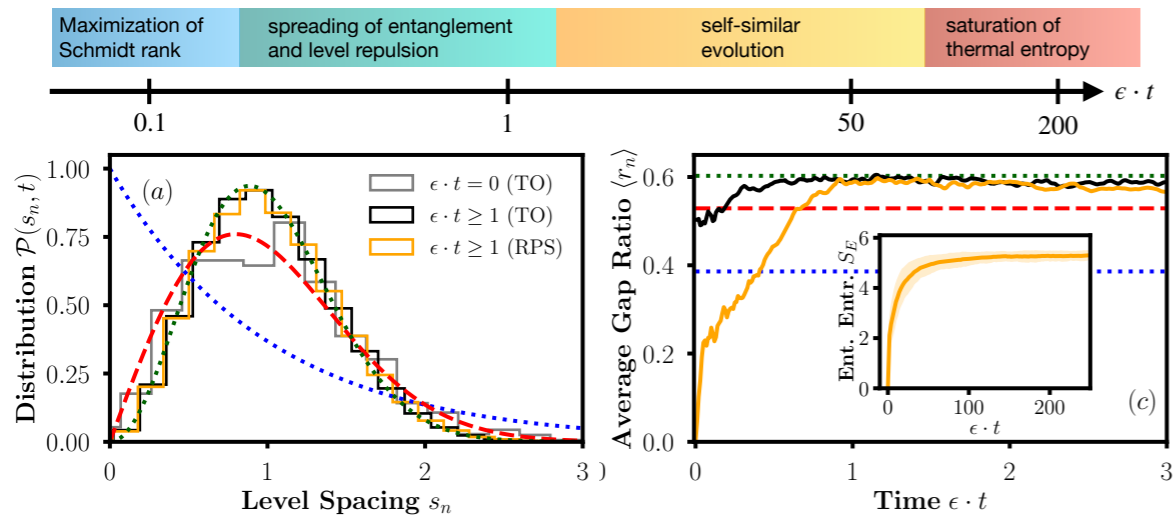 Maximization of
Schmidt rank
spreading of entanglement
and level repulsion
self-similar
evolution
saturation of
thermal entropy
ϵ · t
0.1
1
50
200
1.00
0.75
0.50
0.25
0.00
Distribution P(sₙ, t)
(a)
ϵ · t = 0 (TO)
ϵ · t ≥ 1 (TO)
ϵ · t ≥ 1 (RPS)
0
1
2
3
Level Spacing sₙ
Average Gap Ratio ⟨rₙ⟩
0.6
0.4
0.2
0.0
Ent. Entr. S_E
6
4
2
0
0
100
200
ϵ · t
(c)
)
0
1
2
3
Time ϵ · t